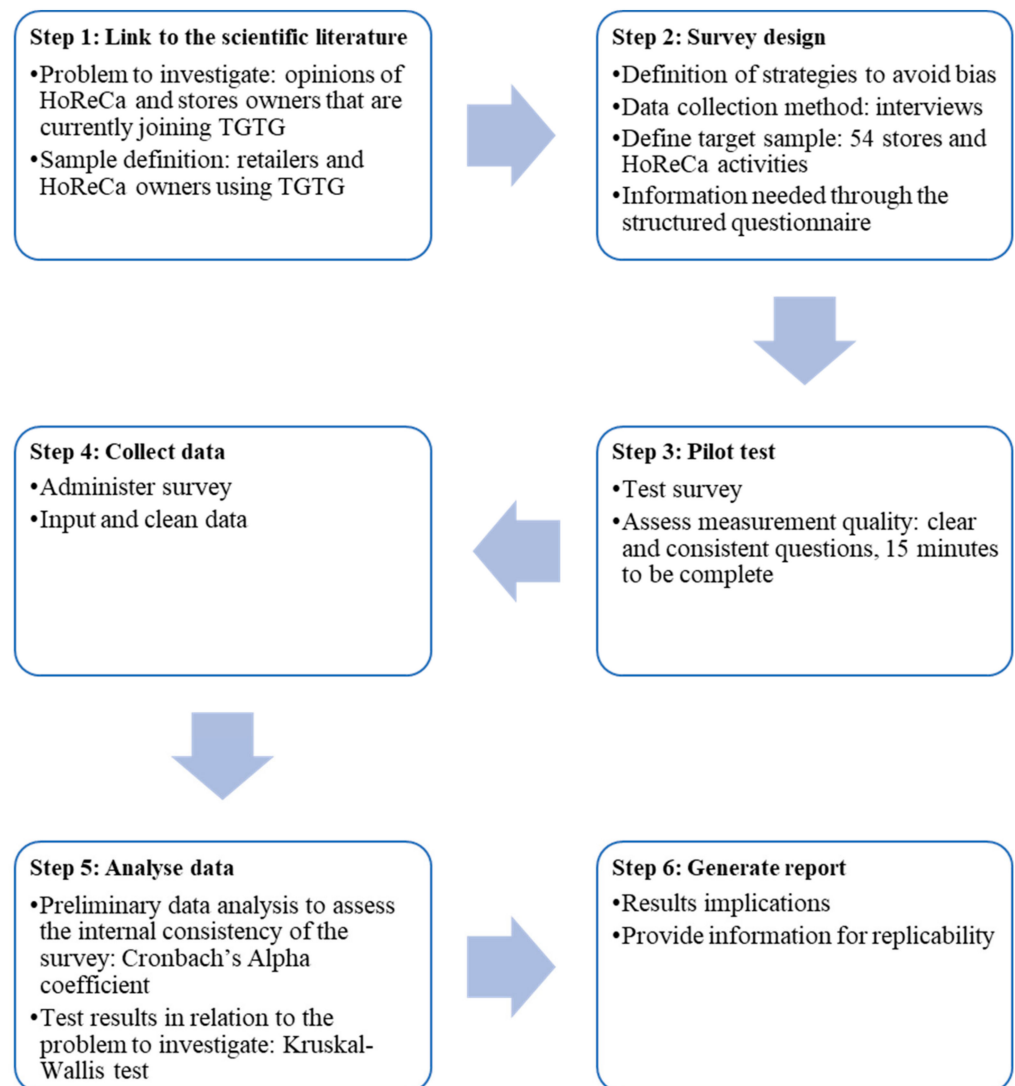 Step 1: Link to the scientific literature
•Problem to investigate: opinions of
HoReCa and stores owners that are
currently joining TGTG
•Sample definition: retailers and
HoReCa owners using TGTG
Step 2: Survey design
•Definition of strategies to avoid bias
•Data collection method: interviews
•Define target sample: 54 stores and
HoReCa activities
•Information needed through the
structured questionnaire
Step 3: Pilot test
•Test survey
•Assess measurement quality: clear
and consistent questions, 15 minutes
to be complete
Step 4: Collect data
•Administer survey
•Input and clean data
Step 5: Analyse data
•Preliminary data analysis to assess
the internal consistency of the
survey: Cronbach’s Alpha
coefficient
•Test results in relation to the
problem to investigate: Kruskal-
Wallis test
Step 6: Generate report
•Results implications
•Provide information for replicability